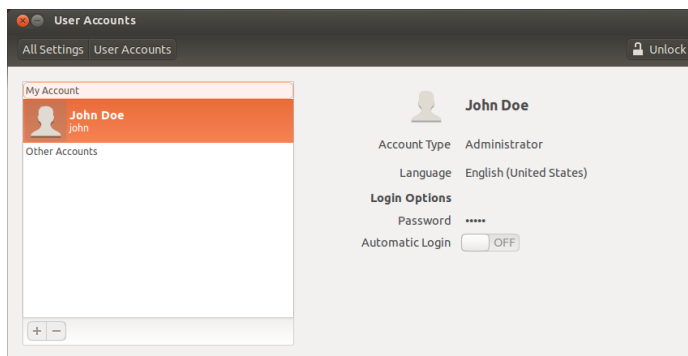 User Accounts
All Settings User Accounts
Unlock
My Account
John Doe
john
Other Accounts
John Doe
Account Type Administrator
Language English (United States)
Login Options
Password •••••
Automatic Login OFF
+ −